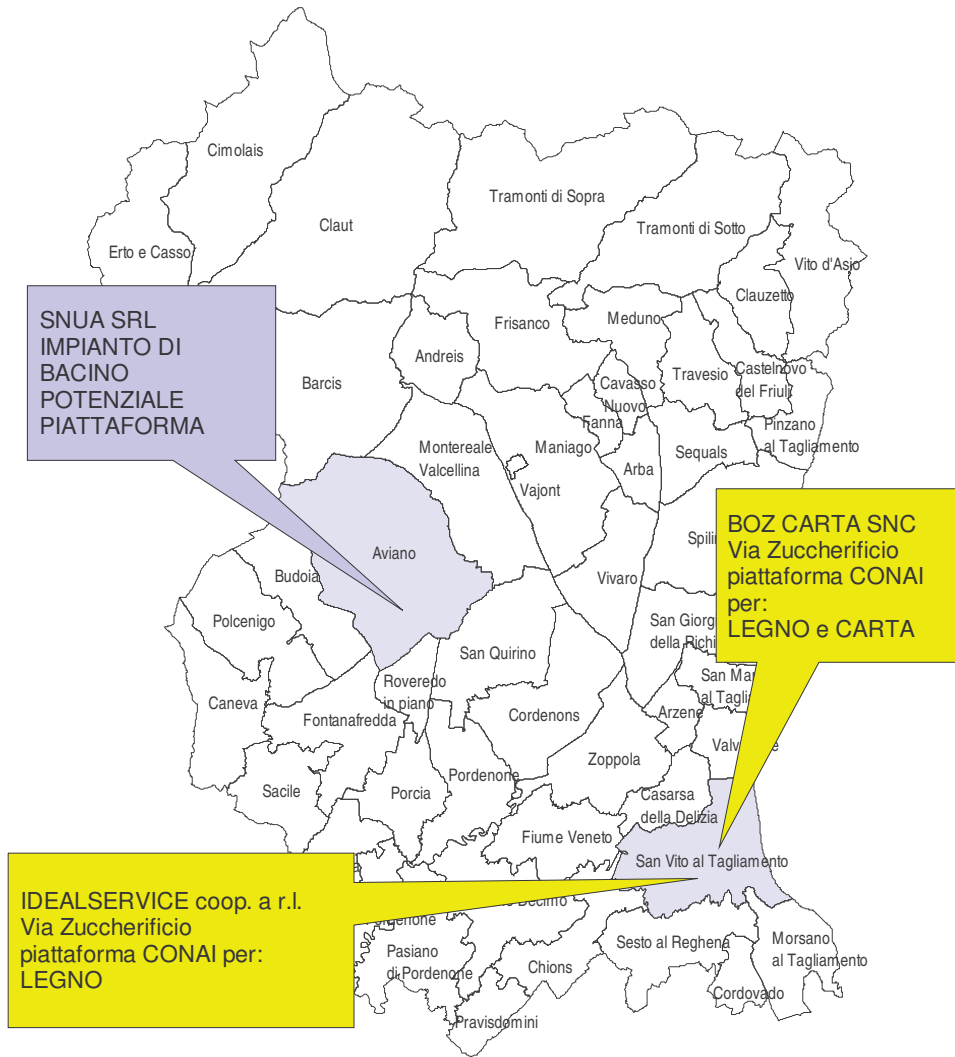 Cimolais
Claut
Tramonti di Sopra
Tramonti di Sotto
Erto e Casso
Vito d'Asio
Clauzetto
SNUA SRL
IMPIANTO DI
BACINO
POTENZIALE
PIATTAFORMA
Frisanco
Meduno
Andreis
Barcis
Cavasso
Nuovo
Travesio
Castelnovo
del Friuli
Fanna
Pinzano
al Tagliamento
Montereale
Valcellina
Maniago
Arba
Sequals
Vajont
BOZ CARTA SNC
Via Zuccherificio
piattaforma CONAI
per:
LEGNO e CARTA
Spili
Aviano
Budoia
Vivaro
Polcenigo
San Giorg
della Richi
San Quirino
San Mar
al Taglia
Roveredo
in piano
Caneva
Fontanafredda
Cordenons
Arzene
Valv
e
Zoppola
Pordenone
Sacile
Porcia
Casarsa
della Delizia
Fiume Veneto
San Vito al Tagliamento
IDEALSERVICE coop. a r.l.
Via Zuccherificio
piattaforma CONAI per:
LEGNO
a
Decimo
denone
Pasiano
di Pordenone
Chions
Sesto al Reghena
Morsano
al Tagliamento
Cordovado
Pravisdomini